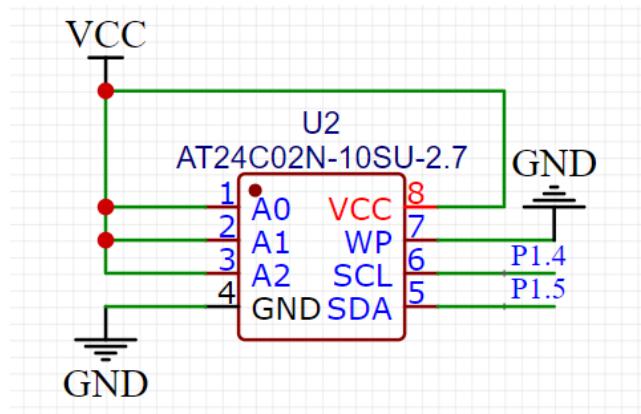 VCC
U2
AT24C02N-10SU-2.7
GND
1 A0 VCC 8
2 A1 WP 7
3 A2 SCL 6 P1.4
4 GND SDA 5 P1.5
GND